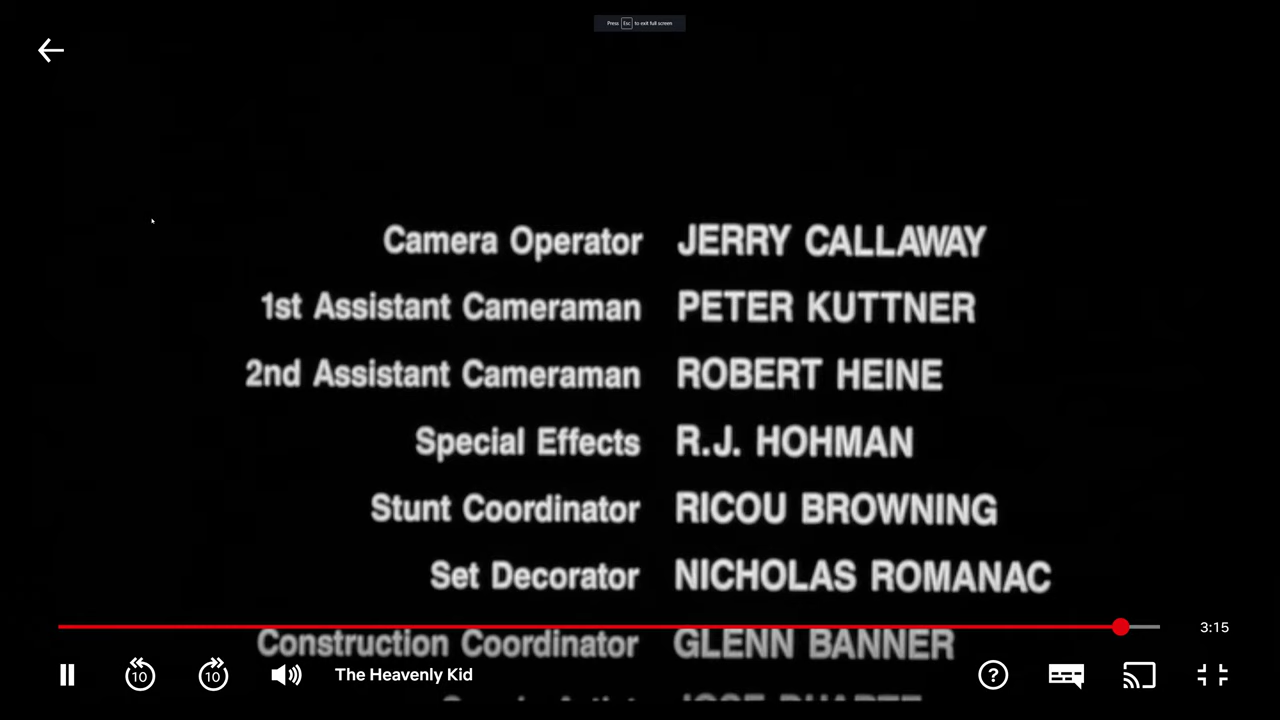 Press Esc to exit full screen
Camera Operator JERRY CALLAWAY
1st Assistant Cameraman PETER KUTTNER
2nd Assistant Cameraman ROBERT HEINE
Special Effects R.J. HOHMAN
Stunt Coordinator RICOU BROWNING
Set Decorator NICHOLAS ROMANAC
3:15
Construction Coordinator GLENN BANNER
10
10
The Heavenly Kid
?
JOSE DUARTE